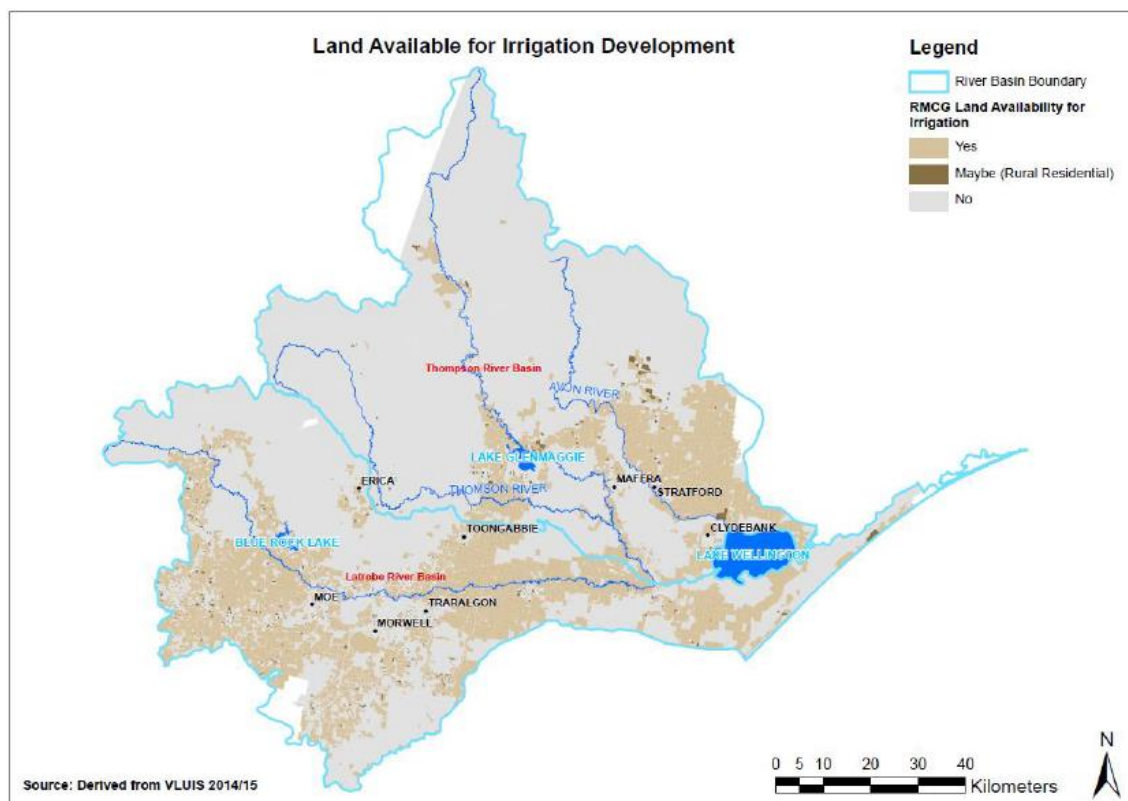 Land Available for Irrigation Development
Legend
River Basin Boundary
RMCG Land Availability for
Irrigation
Yes
Maybe (Rural Residential)
No
Thompson River Basin
AVON RIVER
LAKE GLENMAGGIE
MAFFRA
STRATFORD
ERICA
THOMSON RIVER
TOONGABBIE
CLYDEBANK
BLUE ROCK LAKE
LAKE WELLINGTON
Latrobe River Basin
MOE
TRARALGON
MORWELL
N
0 5 10 20 30 40
Kilometers
Source: Derived from VLUIS 2014/15